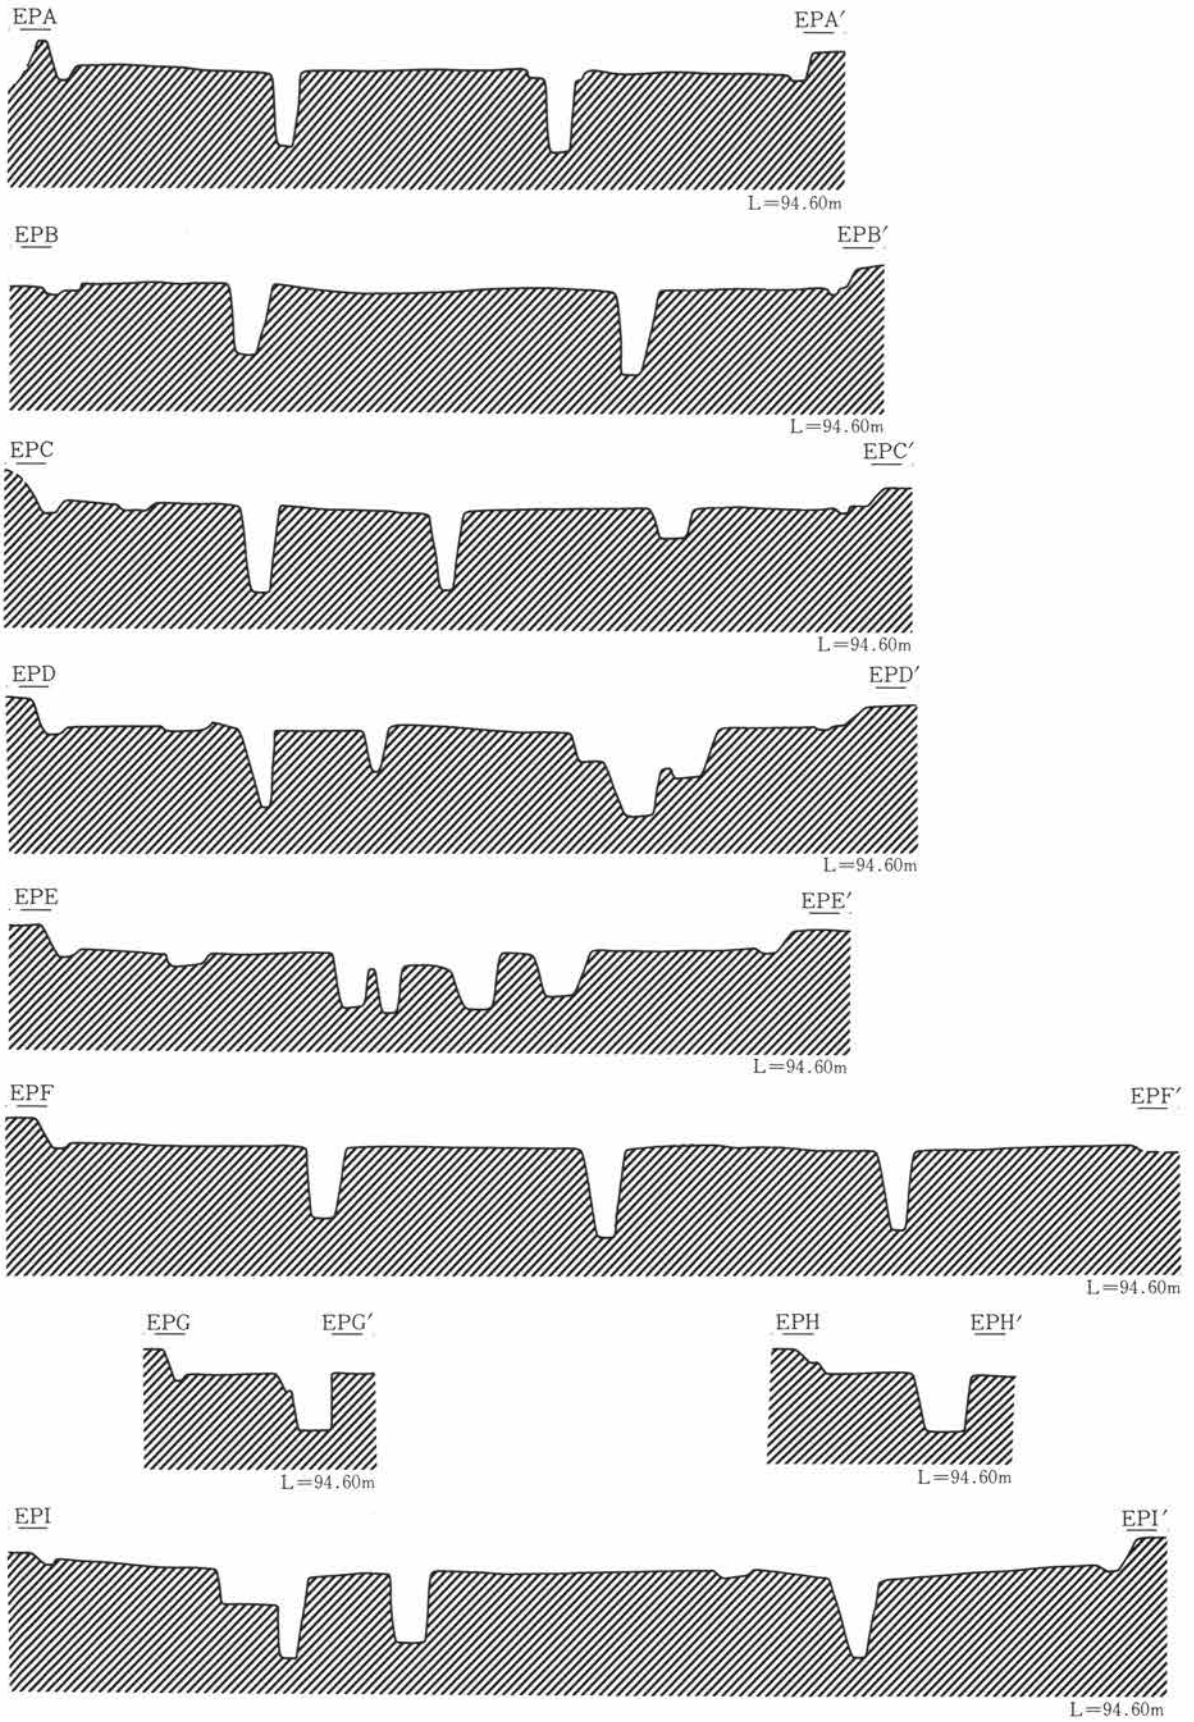 EPA EPA′
L=94.60m
EPB EPB′
L=94.60m
EPC EPC′
L=94.60m
EPD EPD′
L=94.60m
EPE EPE′
L=94.60m
EPF EPF′
L=94.60m
EPG EPG′ EPH EPH′
L=94.60m L=94.60m
EPI EPI′
L=94.60m